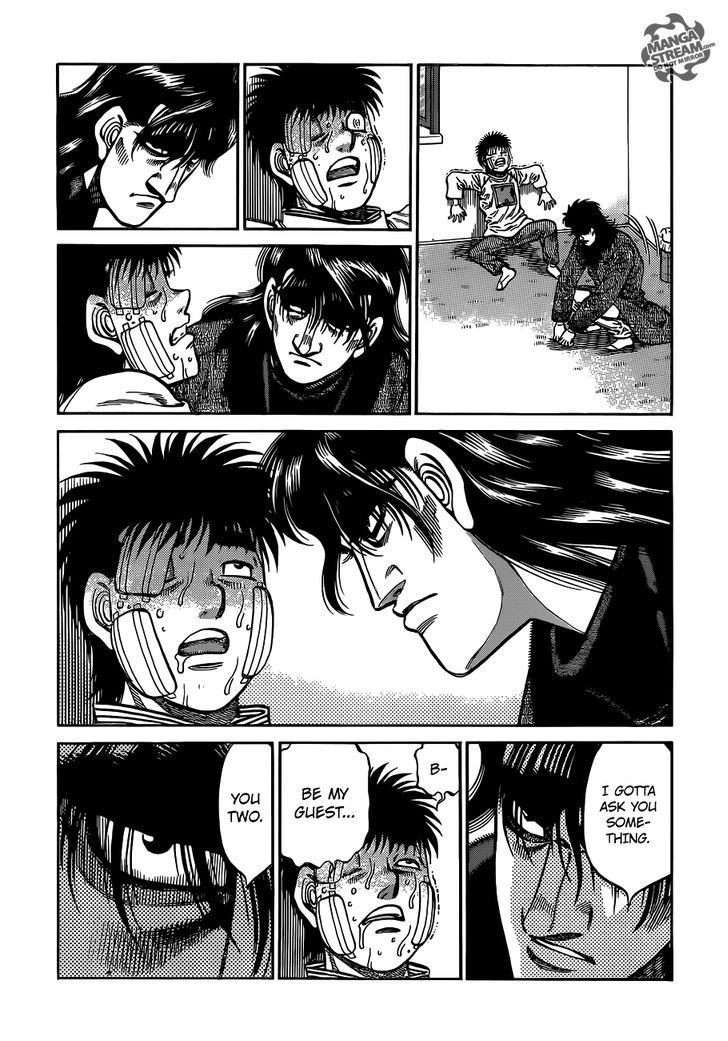 MANGA
STREAM.com
DO NOT MIRROR
I GOTTA
ASK YOU
SOME-
THING.
B-
BE MY
GUEST...
YOU
TWO.